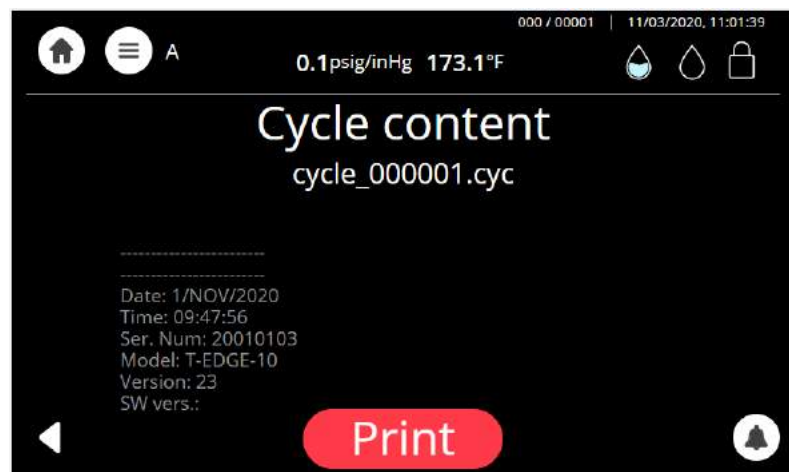 000 / 00001 | 11/03/2020, 11:01:39
A 0.1psig/inHg 173.1°F
Cycle content
cycle_000001.cyc
------------------------
------------------------
Date: 1/NOV/2020
Time: 09:47:56
Ser. Num: 20010103
Model: T-EDGE-10
Version: 23
SW vers.:
Print